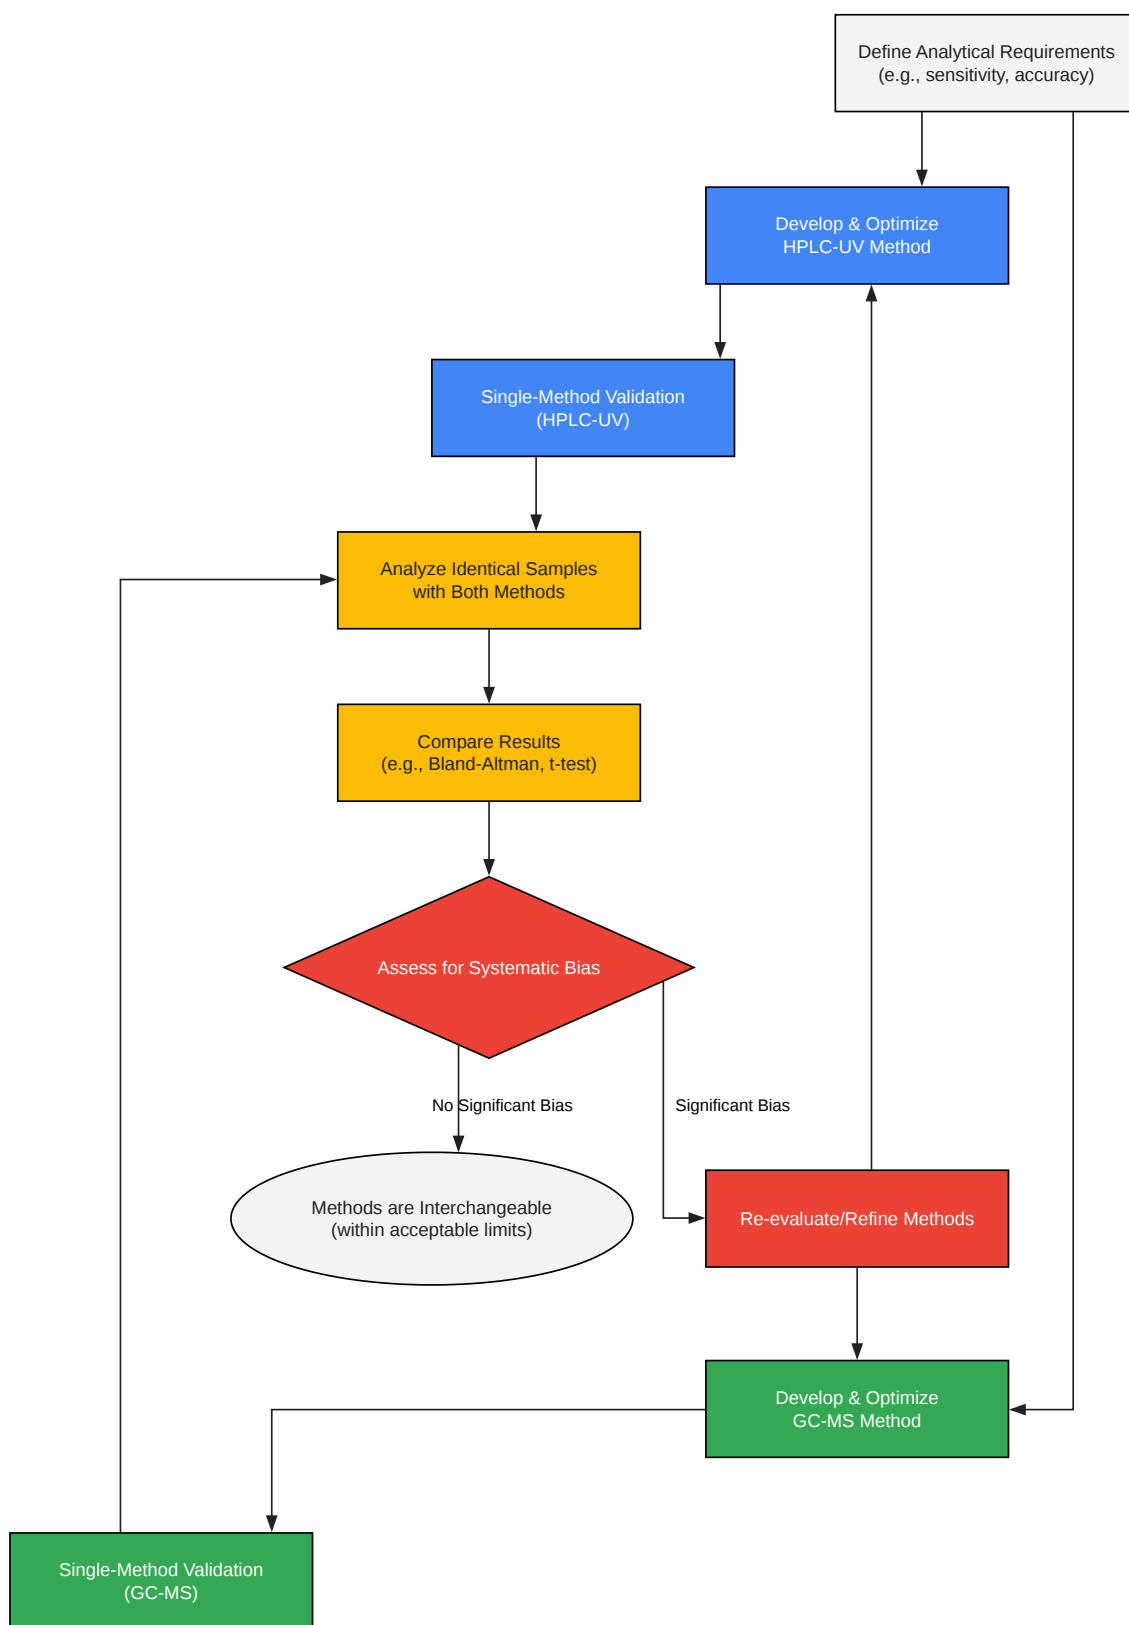 Define Analytical Requirements
(e.g., sensitivity, accuracy)
Develop & Optimize
HPLC-UV Method
Single-Method Validation
(HPLC-UV)
Analyze Identical Samples
with Both Methods
Compare Results
(e.g., Bland-Altman, t-test)
Assess for Systematic Bias
No Significant Bias
Significant Bias
Methods are Interchangeable
(within acceptable limits)
Re-evaluate/Refine Methods
Develop & Optimize
GC-MS Method
Single-Method Validation
(GC-MS)